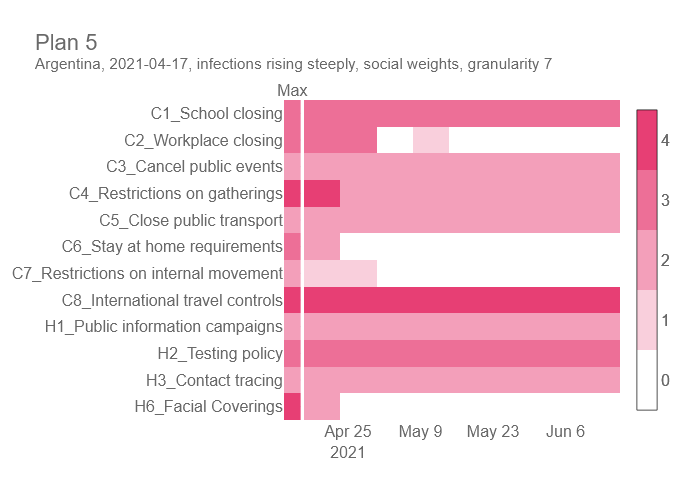 Plan 5
Argentina, 2021-04-17, infections rising steeply, social weights, granularity 7
Max
C1_School closing
C2_Workplace closing
C3_Cancel public events
C4_Restrictions on gatherings
C5_Close public transport
C6_Stay at home requirements
C7_Restrictions on internal movement
C8_International travel controls
H1_Public information campaigns
H2_Testing policy
H3_Contact tracing
H6_Facial Coverings
4
3
2
1
0
Apr 25 May 9 May 23 Jun 6
2021